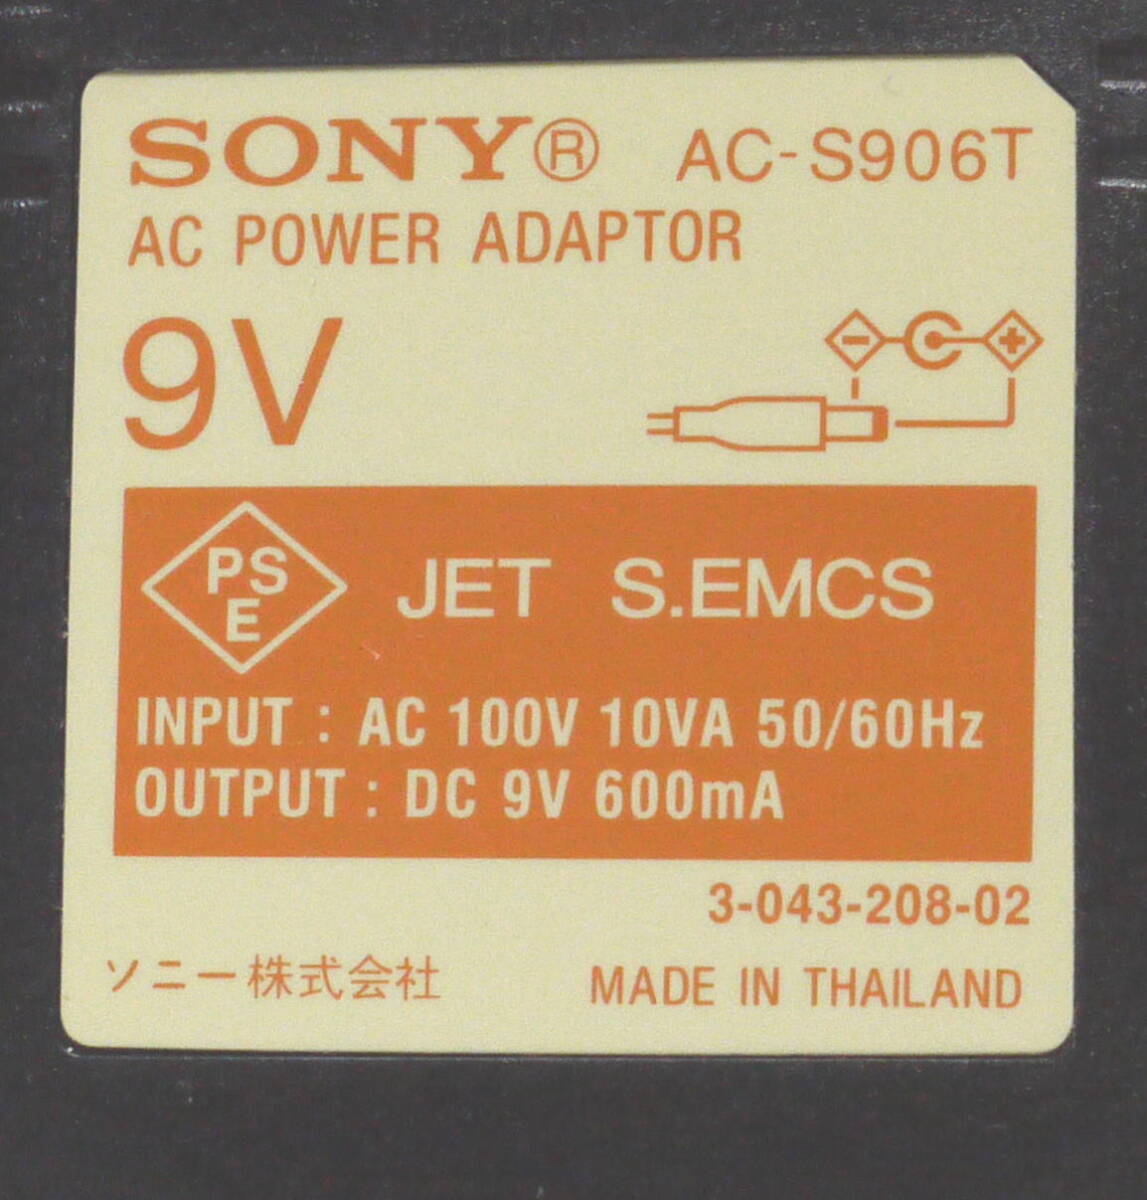 SONY® AC-S906T
AC POWER ADAPTOR
9V
PSE JET S.EMCS
INPUT : AC 100V 10VA 50/60Hz
OUTPUT : DC 9V 600mA
3-043-208-02
ソニー株式会社 MADE IN THAILAND